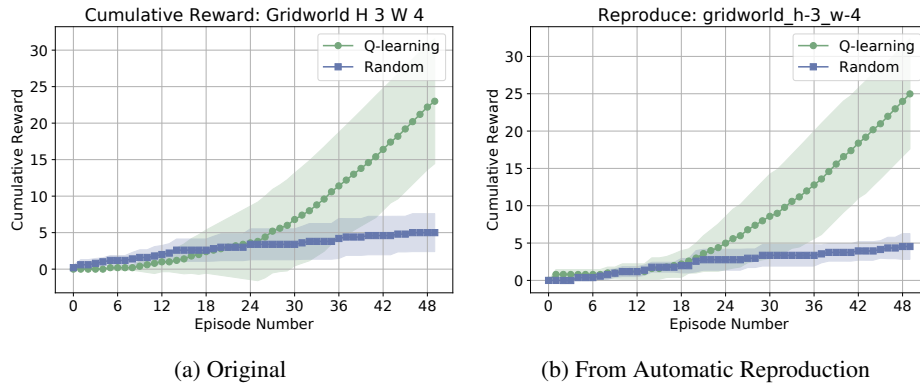 Cumulative Reward: Gridworld H 3 W 4
Q-learning
Random
Cumulative Reward
30
25
20
15
10
5
0
0 6 12 18 24 30 36 42 48
Episode Number
(a) Original
Reproduce: gridworld_h-3_w-4
Q-learning
Random
Cumulative Reward
30
25
20
15
10
5
0
0 6 12 18 24 30 36 42 48
Episode Number
(b) From Automatic Reproduction